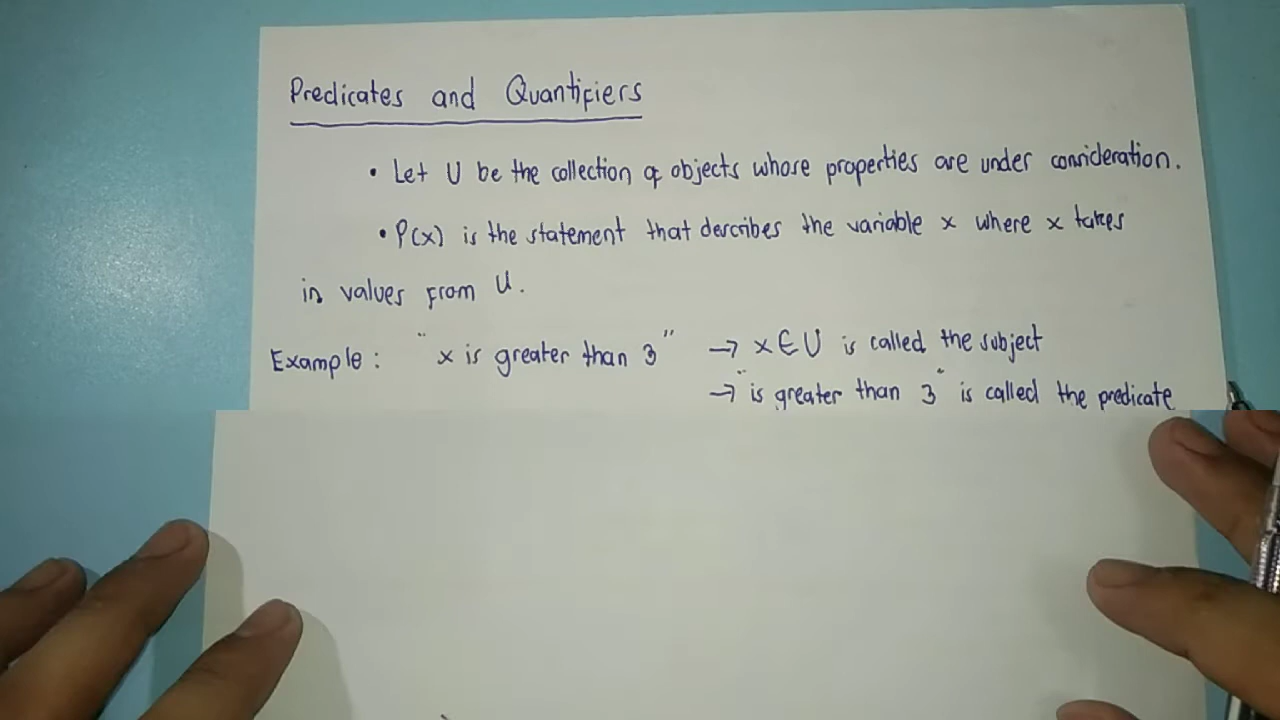 Predicates and Quantifiers
• Let U be the collection of objects whose properties are under consideration.
• P(x) is the statement that describes the variable x where x takes
in values from U.
Example: "x is greater than 3" → x∈U is called the subject
→ "is greater than 3" is called the predicate